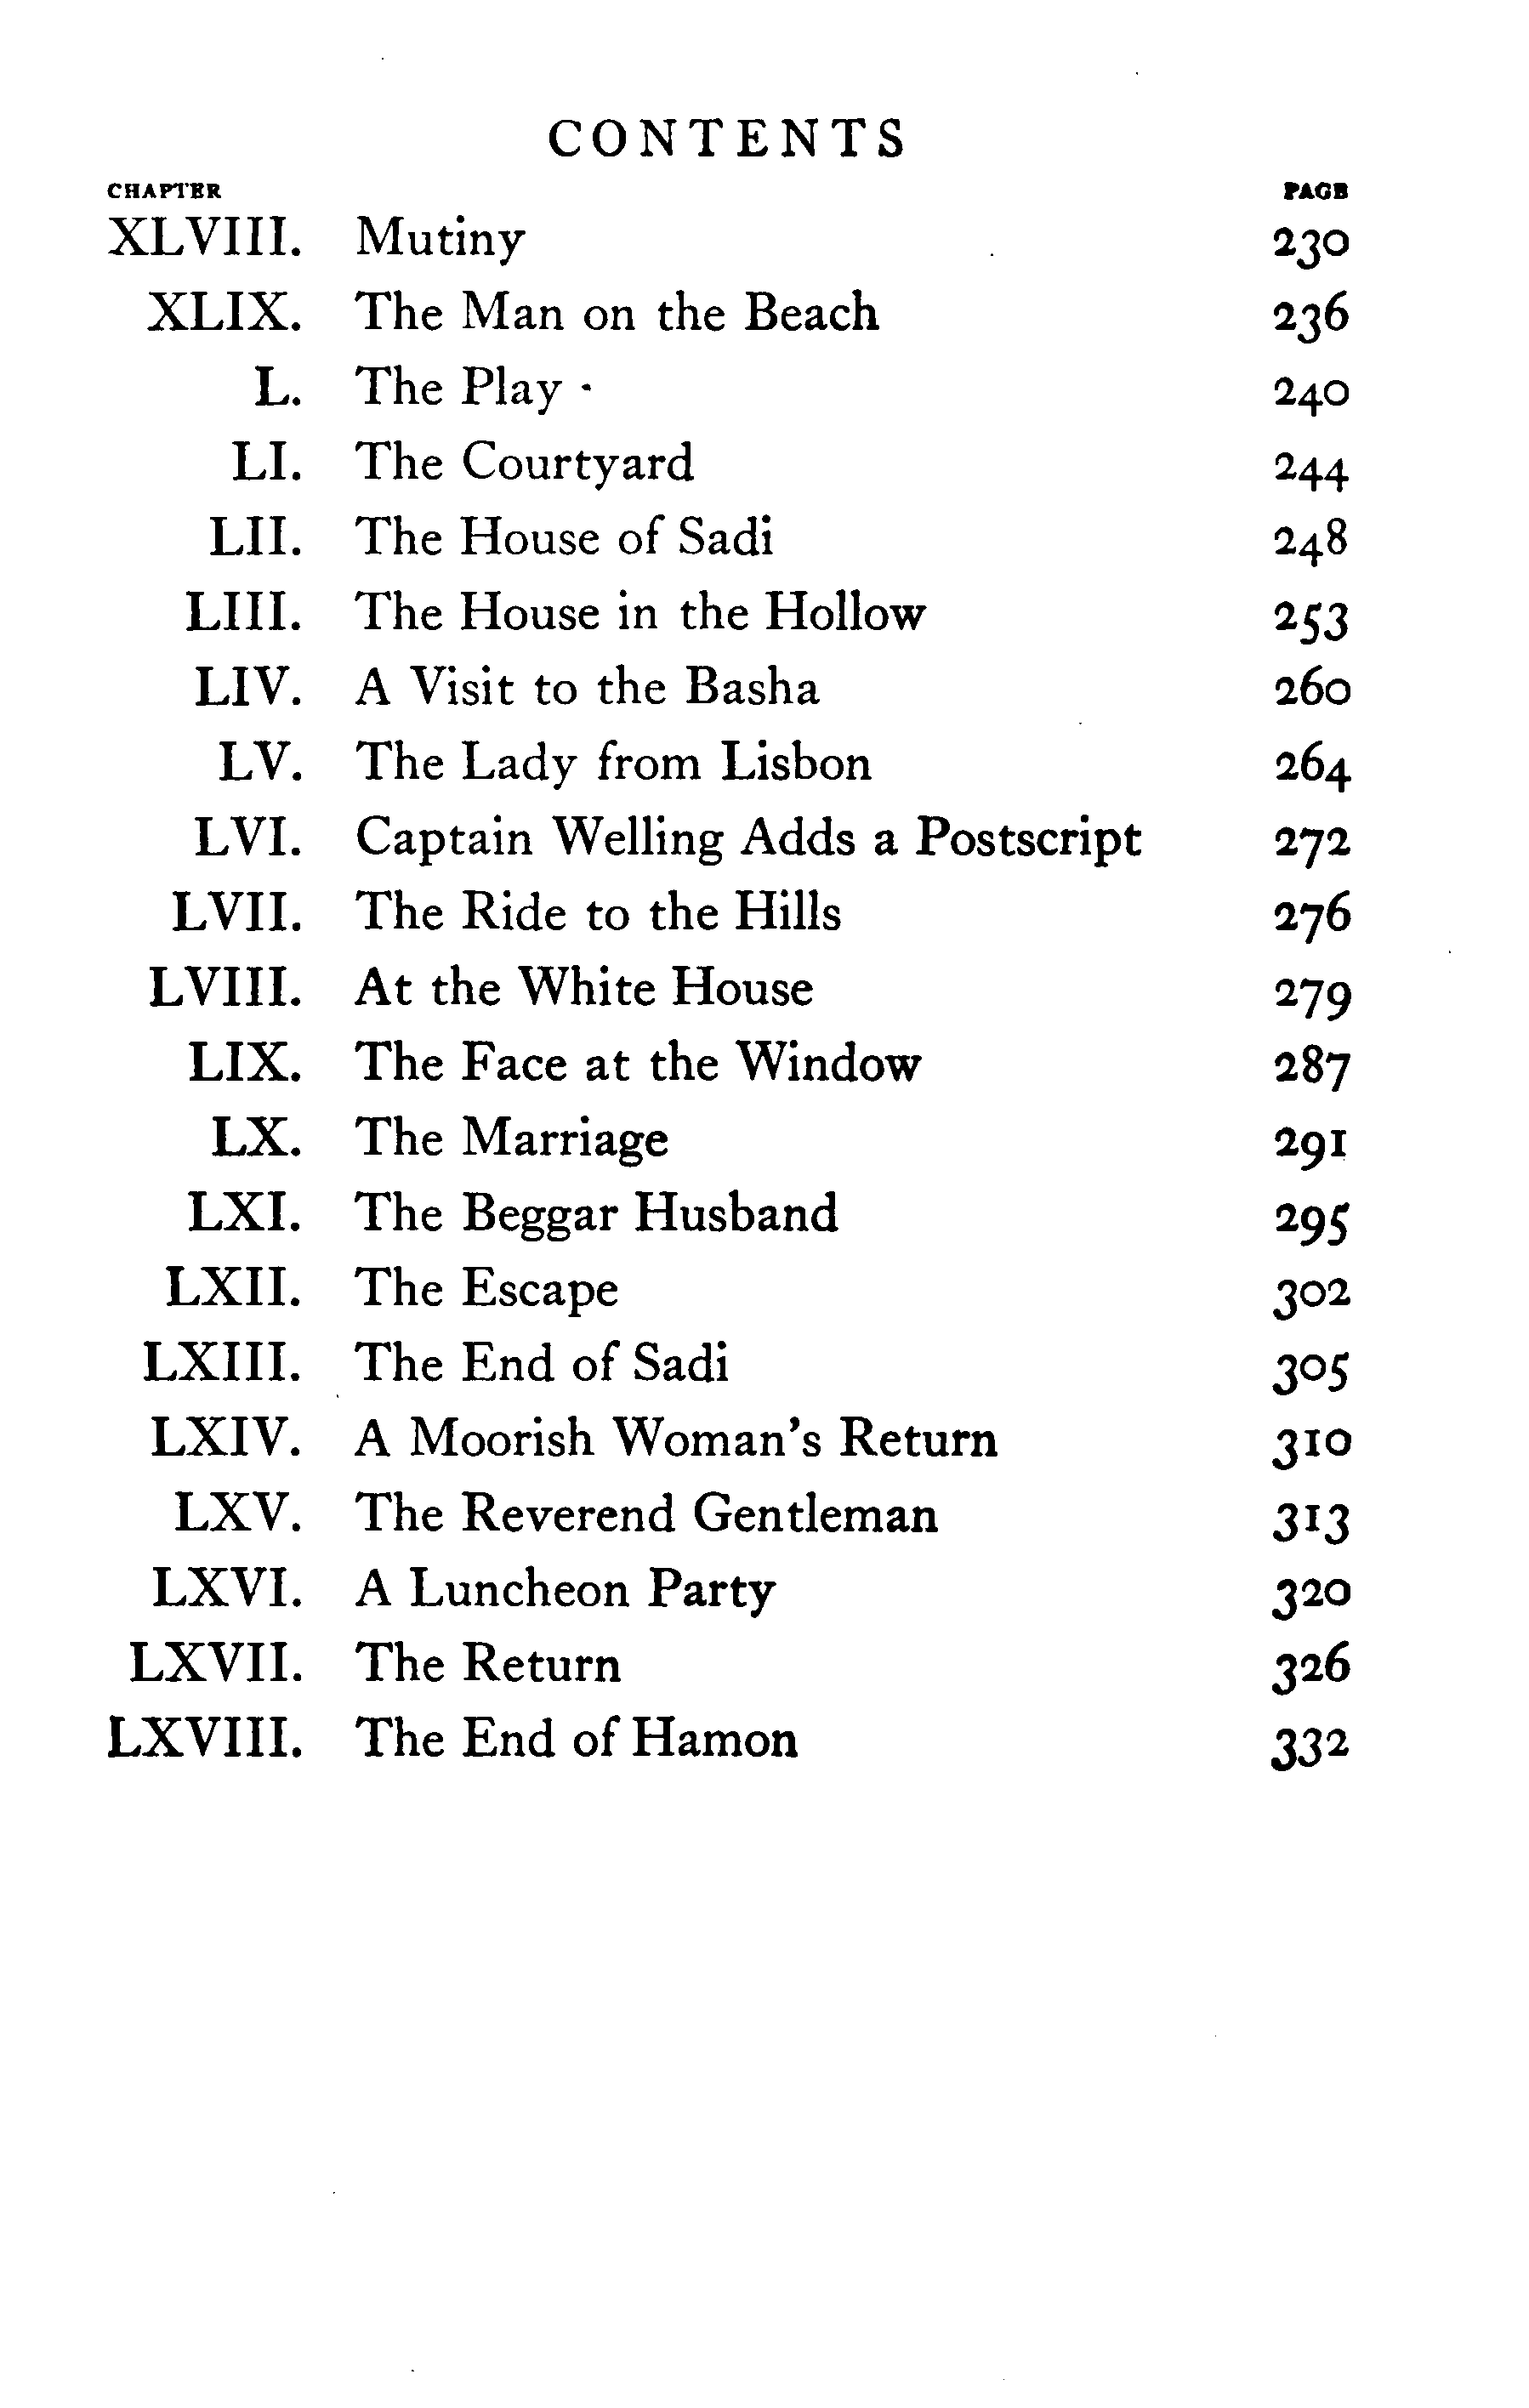 CONTENTS
CHAPTER PAGE
XLVIII. Mutiny 230
XLIX. The Man on the Beach 236
L. The Play 240
LI. The Courtyard 244
LII. The House of Sadi 248
LIII. The House in the Hollow 253
LIV. A Visit to the Basha 260
LV. The Lady from Lisbon 264
LVI. Captain Welling Adds a Postscript 272
LVII. The Ride to the Hills 276
LVIII. At the White House 279
LIX. The Face at the Window 287
LX. The Marriage 291
LXI. The Beggar Husband 295
LXII. The Escape 302
LXIII. The End of Sadi 305
LXIV. A Moorish Woman's Return 310
LXV. The Reverend Gentleman 313
LXVI. A Luncheon Party 320
LXVII. The Return 326
LXVIII. The End of Hamon 332